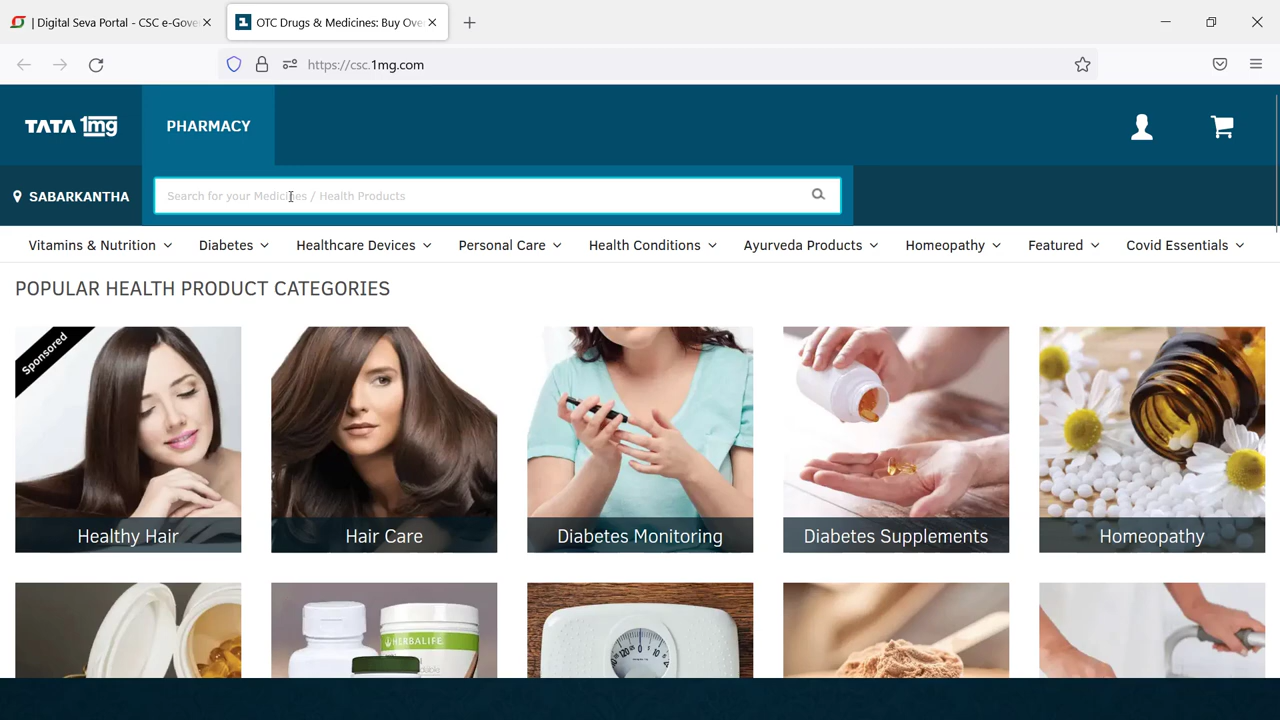 | Digital Seva Portal - CSC e-Gover
OTC Drugs & Medicines: Buy Over
https://csc.1mg.com
TATA 1mg
PHARMACY
SABARKANTHA
Search for your Medicines / Health Products
Vitamins & Nutrition
Diabetes
Healthcare Devices
Personal Care
Health Conditions
Ayurveda Products
Homeopathy
Featured
Covid Essentials
POPULAR HEALTH PRODUCT CATEGORIES
Sponsored
Healthy Hair
Hair Care
Diabetes Monitoring
Diabetes Supplements
Homeopathy
HERBALIFE